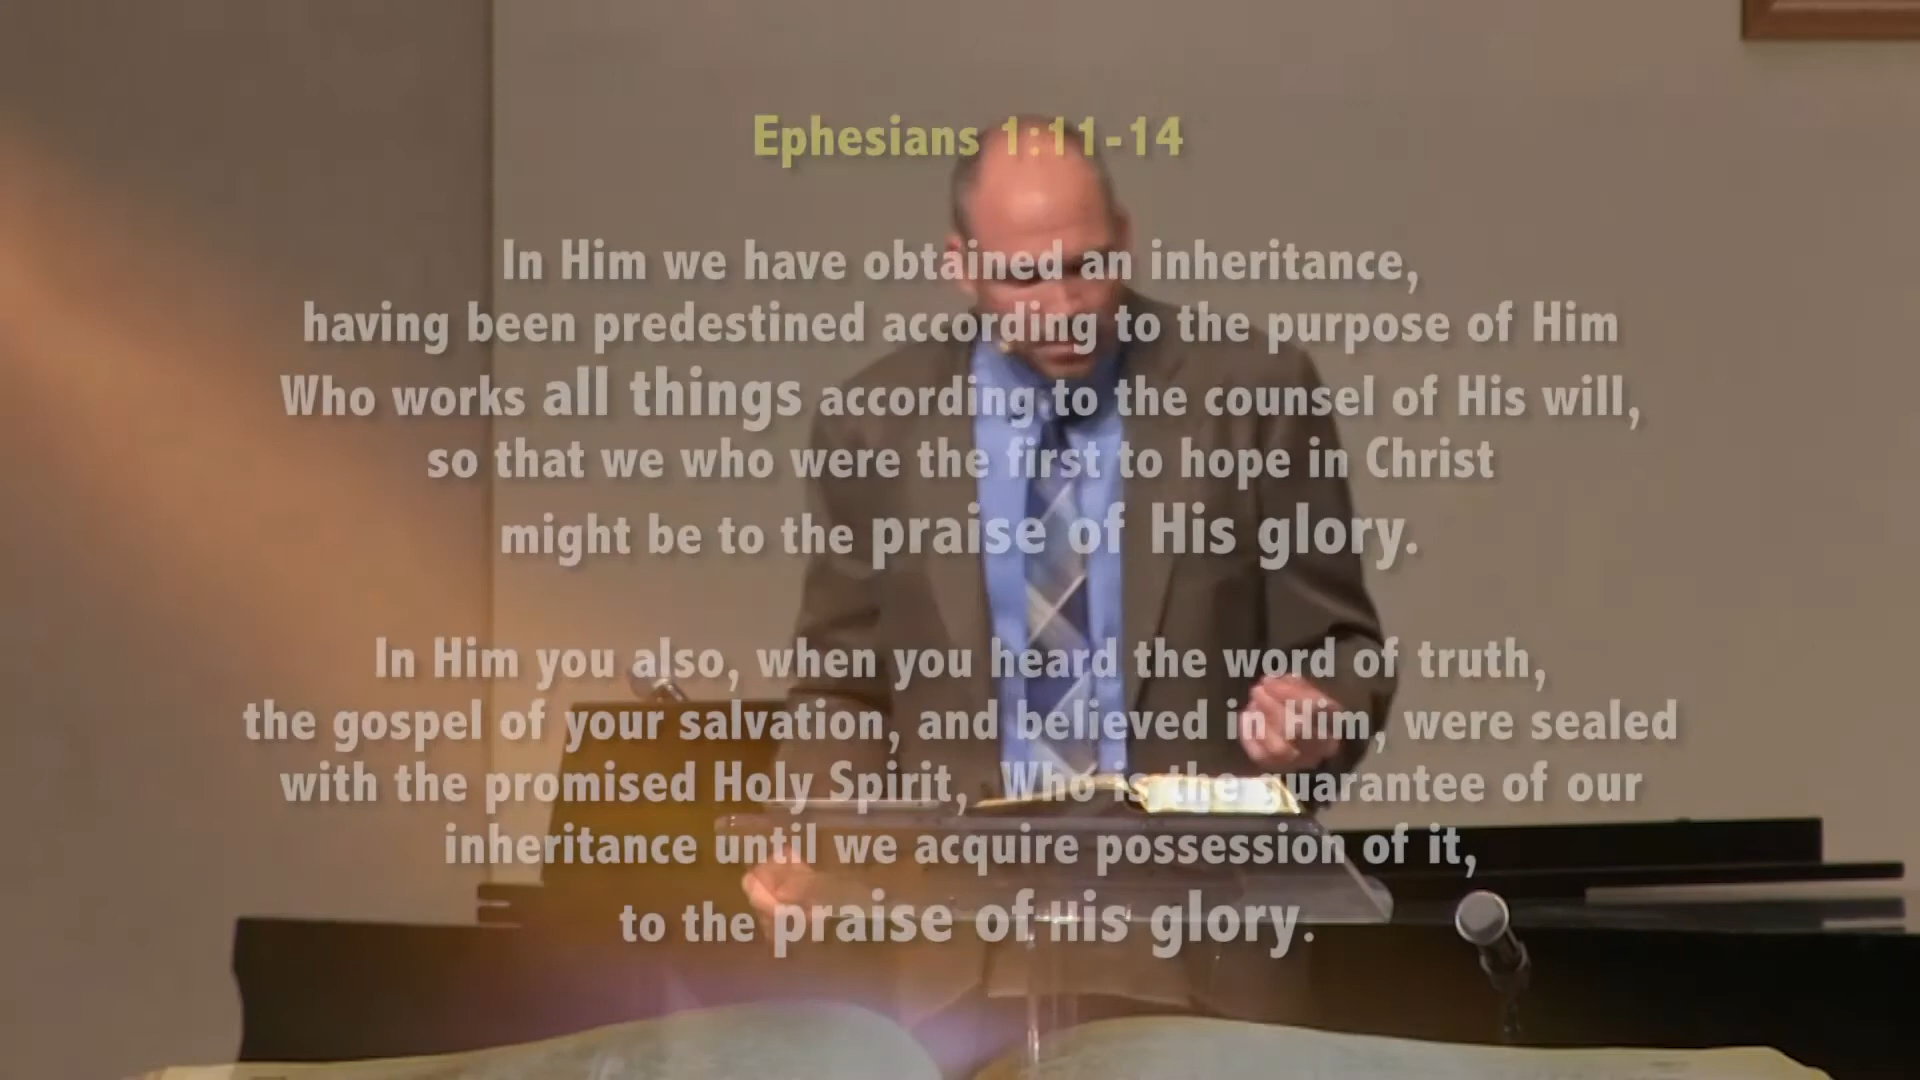 Ephesians 1:11-14
In Him we have obtained an inheritance,
having been predestined according to the purpose of Him
Who works all things according to the counsel of His will,
so that we who were the first to hope in Christ
might be to the praise of His glory.
In Him you also, when you heard the word of truth,
the gospel of your salvation, and believed in Him, were sealed
with the promised Holy Spirit, Who is the guarantee of our
inheritance until we acquire possession of it,
to the praise of His glory.